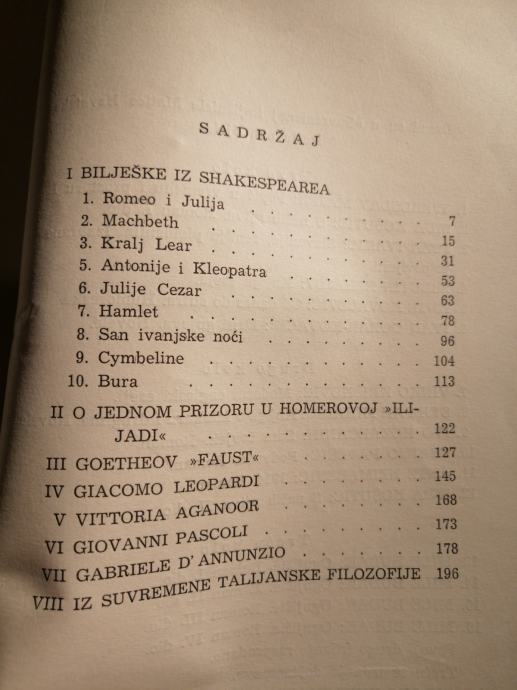 SADRŽAJ
I BILJEŠKE IZ SHAKESPEAREA
1. Romeo i Julija . . . . . . . . 7
2. Machbeth . . . . . . . . . 15
3. Kralj Lear . . . . . . . . . 31
5. Antonije i Kleopatra . . . . . . 53
6. Julije Cezar . . . . . . . . 63
7. Hamlet . . . . . . . . . . 78
8. San ivanjske noći . . . . . . . 96
9. Cymbeline . . . . . . . . . 104
10. Bura . . . . . . . . . . 113
II O JEDNOM PRIZORU U HOMEROVOJ »ILI-
JADI« . . . . . . . . . 122
III GOETHEOV »FAUST« . . . . . 127
IV GIACOMO LEOPARDI . . . . . . 145
V VITTORIA AGANOOR . . . . . . 168
VI GIOVANNI PASCOLI . . . . . . . 173
VII GABRIELE D'ANNUNZIO . . . . . 178
VIII IZ SUVREMENE TALIJANSKE FILOZOFIJE 196